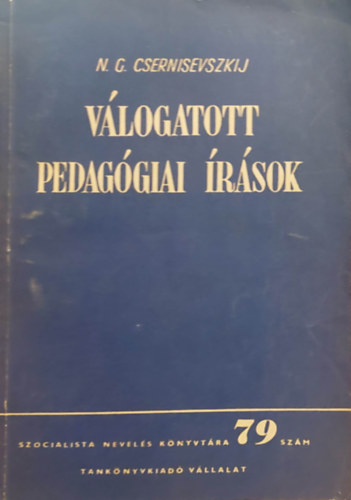 N. G. CSERNISEVSZKIJ
VÁLOGATOTT
PEDAGÓGIAI ÍRÁSOK
SZOCIALISTA NEVELÉS KÖNYVTÁRA 79 SZÁM
TANKÖNYVKIADÓ VÁLLALAT